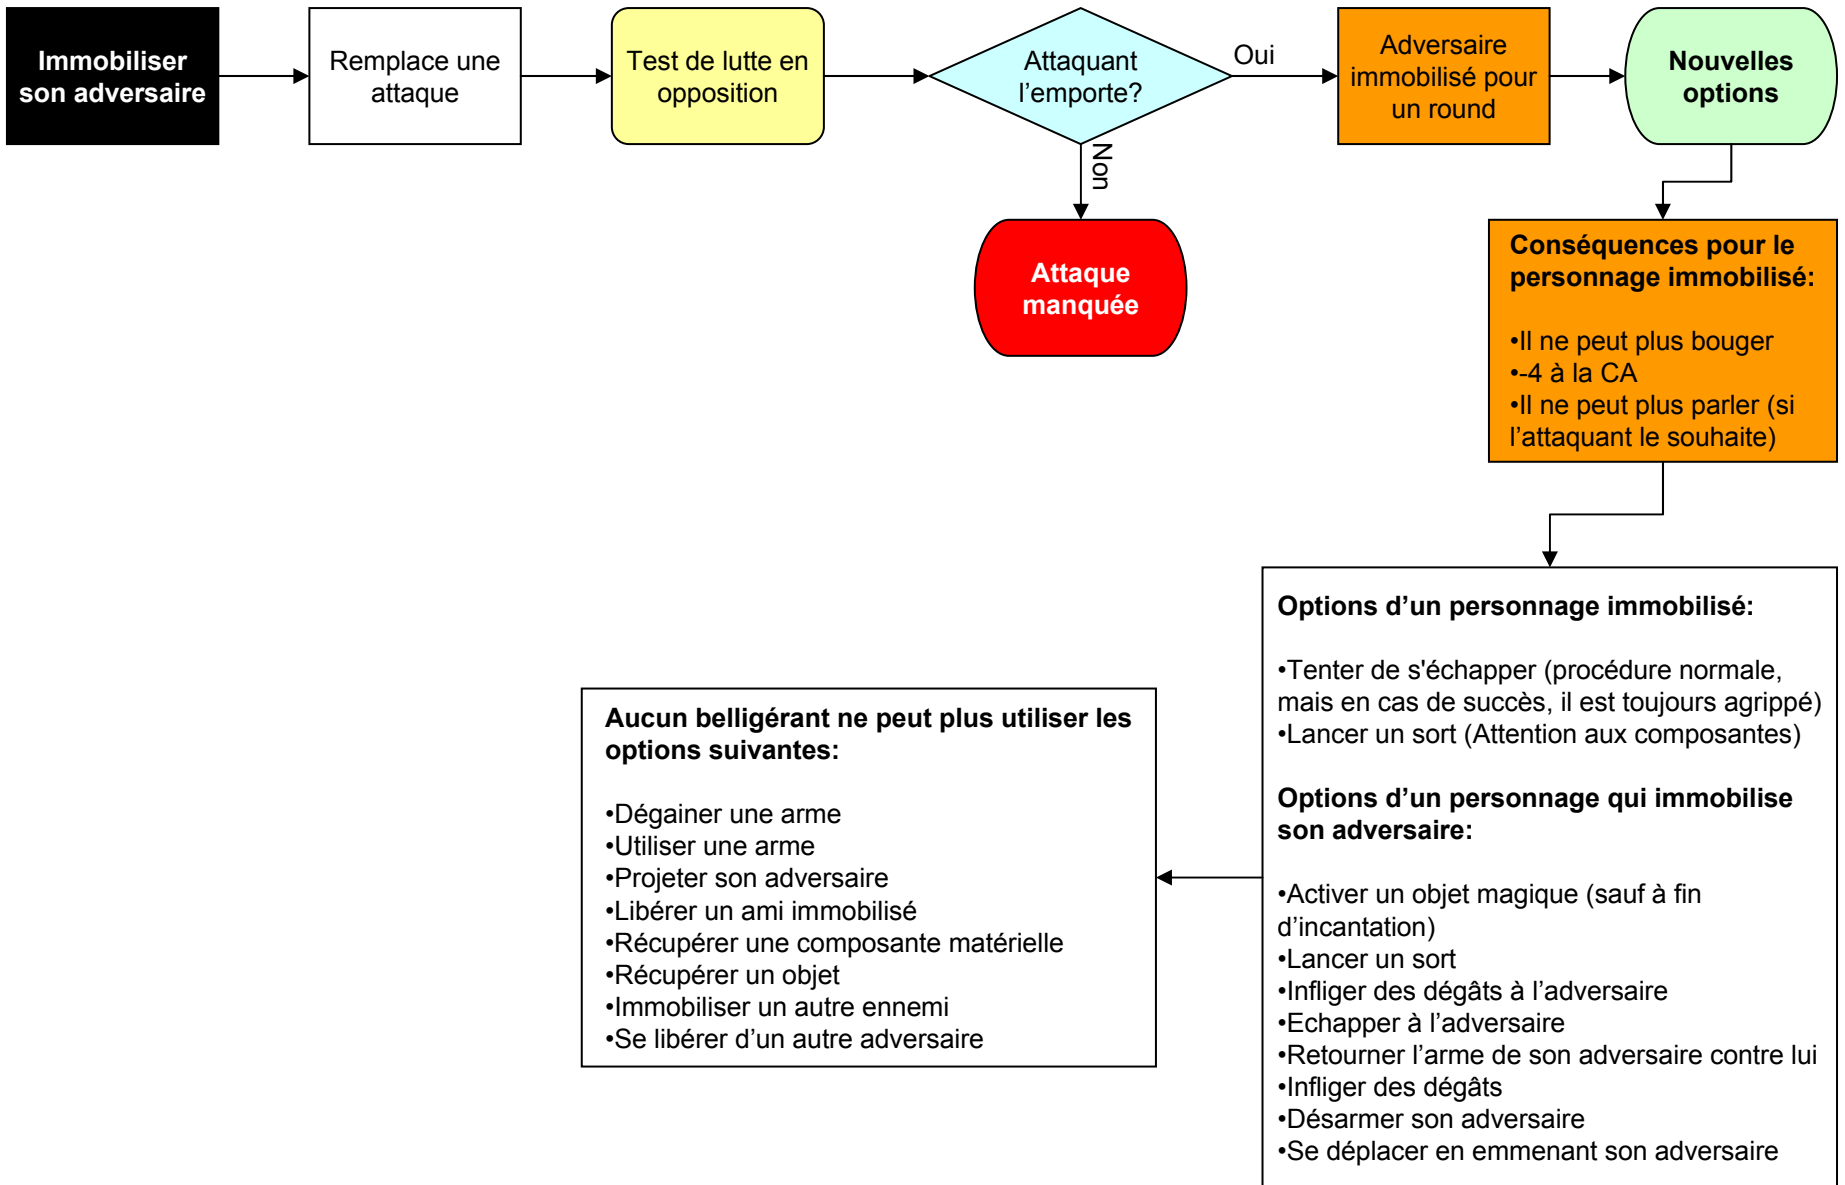 Immobiliser
son adversaire
Remplace une
attaque
Test de lutte en
opposition
Attaquant
l’emporte?
Oui
Adversaire
immobilisé pour
un round
Nouvelles
options
Non
Attaque
manquée
Conséquences pour le
personnage immobilisé:
•Il ne peut plus bouger
•-4 à la CA
•Il ne peut plus parler (si
l’attaquant le souhaite)
Options d’un personnage immobilisé:
•Tenter de s'échapper (procédure normale,
mais en cas de succès, il est toujours agrippé)
•Lancer un sort (Attention aux composantes)
Options d’un personnage qui immobilise
son adversaire:
•Activer un objet magique (sauf à fin
d’incantation)
•Lancer un sort
•Infliger des dégâts à l’adversaire
•Echapper à l’adversaire
•Retourner l’arme de son adversaire contre lui
•Infliger des dégâts
•Désarmer son adversaire
•Se déplacer en emmenant son adversaire
Aucun belligérant ne peut plus utiliser les
options suivantes:
•Dégainer une arme
•Utiliser une arme
•Projeter son adversaire
•Libérer un ami immobilisé
•Récupérer une composante matérielle
•Récupérer un objet
•Immobiliser un autre ennemi
•Se libérer d’un autre adversaire